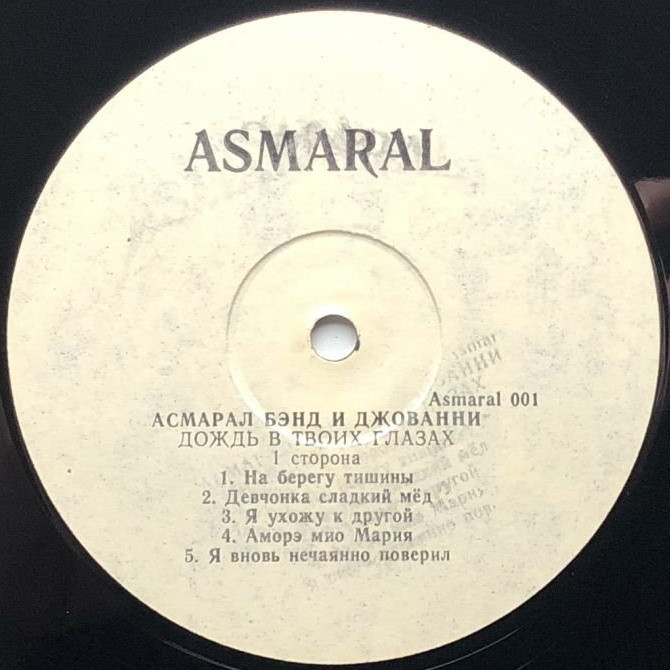 ASMARAL
Asmaral 001
АСМАРАЛ БЭНД И ДЖОВАННИ
ДОЖДЬ В ТВОИХ ГЛАЗАХ
1 сторона
1. На берегу тишины
2. Девчонка сладкий мёд
3. Я ухожу к другой
4. Аморэ мио Мария
5. Я вновь нечаянно поверил